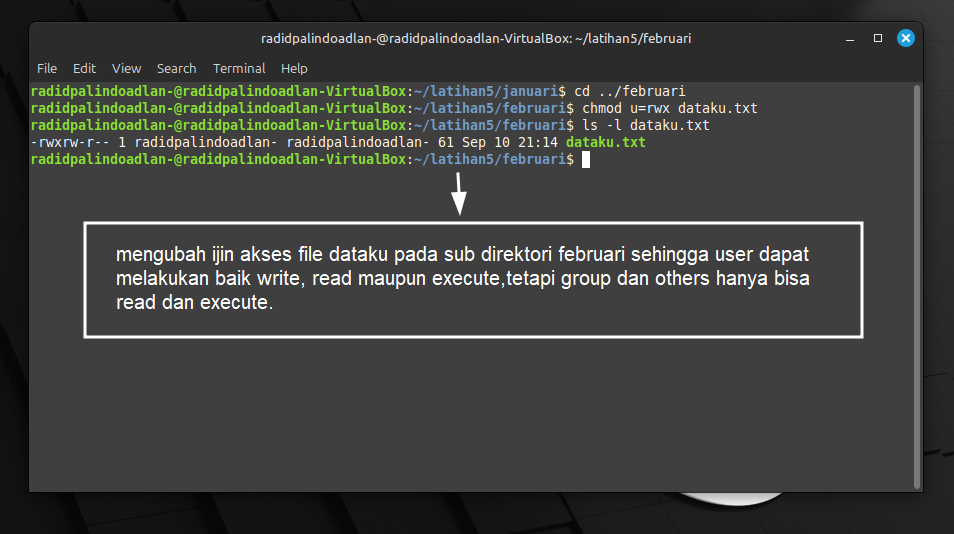 radidpalindoadlan-@radidpalindoadlan-VirtualBox: ~/latihan5/februari
File Edit View Search Terminal Help
radidpalindoadlan-@radidpalindoadlan-VirtualBox:~/latihan5/januari$ cd ../februari
radidpalindoadlan-@radidpalindoadlan-VirtualBox:~/latihan5/februari$ chmod u=rwx dataku.txt
radidpalindoadlan-@radidpalindoadlan-VirtualBox:~/latihan5/februari$ ls -l dataku.txt
-rwxrw-r-- 1 radidpalindoadlan- radidpalindoadlan- 61 Sep 10 21:14 dataku.txt
radidpalindoadlan-@radidpalindoadlan-VirtualBox:~/latihan5/februari$
mengubah ijin akses file dataku pada sub direktori februari sehingga user dapat
melakukan baik write, read maupun execute,tetapi group dan others hanya bisa
read dan execute.